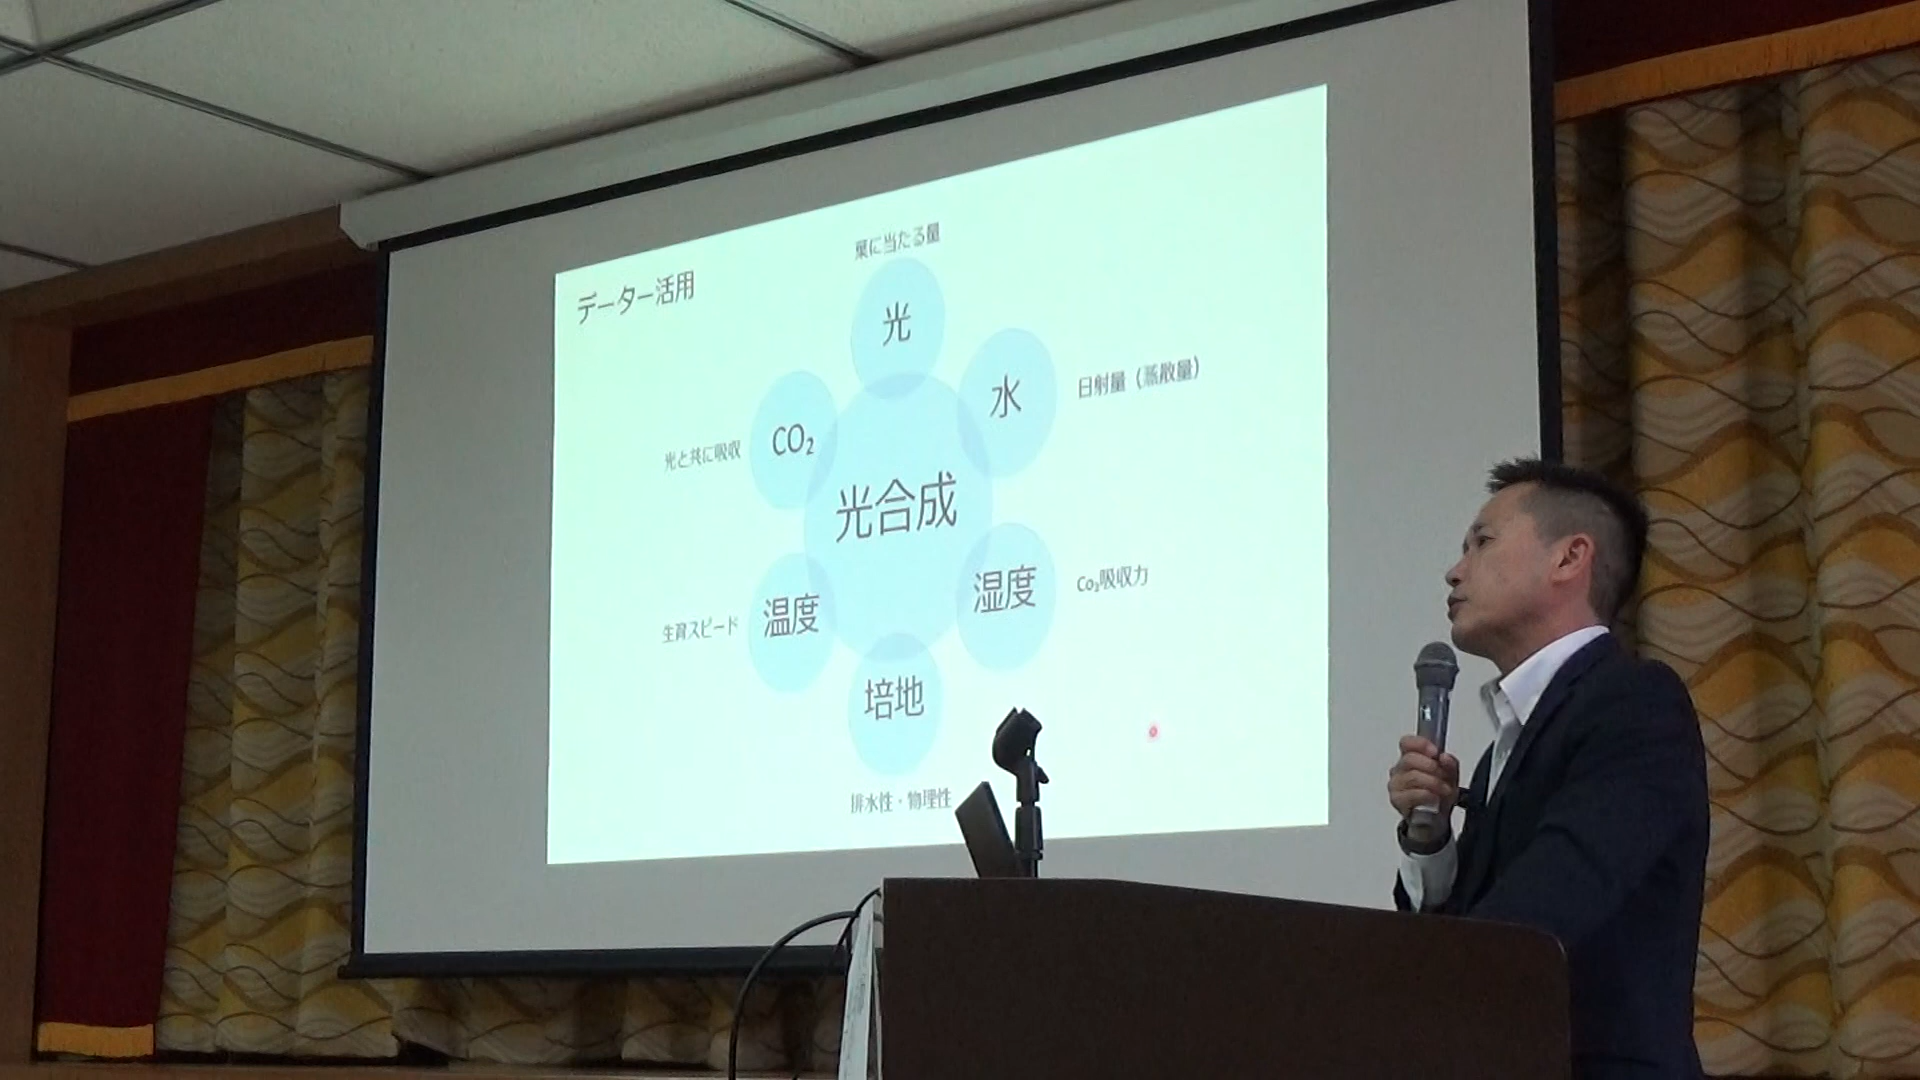 データー活用
葉に当たる量
光
水
日射量（蒸散量）
CO₂
光と共に吸収
光合成
湿度
Co₂吸収力
温度
生育スピード
培地
排水性・物理性